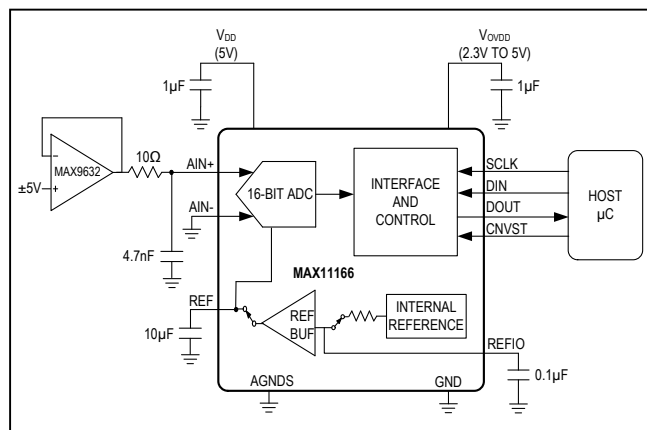 VDD
(5V)
VOVDD
(2.3V TO 5V)
1µF
1µF
MAX9632
±5V
-
+
10Ω
4.7nF
AIN+
AIN-
16-BIT ADC
INTERFACE
AND
CONTROL
SCLK
DIN
DOUT
CNVST
HOST
µC
MAX11166
REF
10µF
REF
BUF
INTERNAL
REFERENCE
REFIO
0.1µF
AGNDS
GND